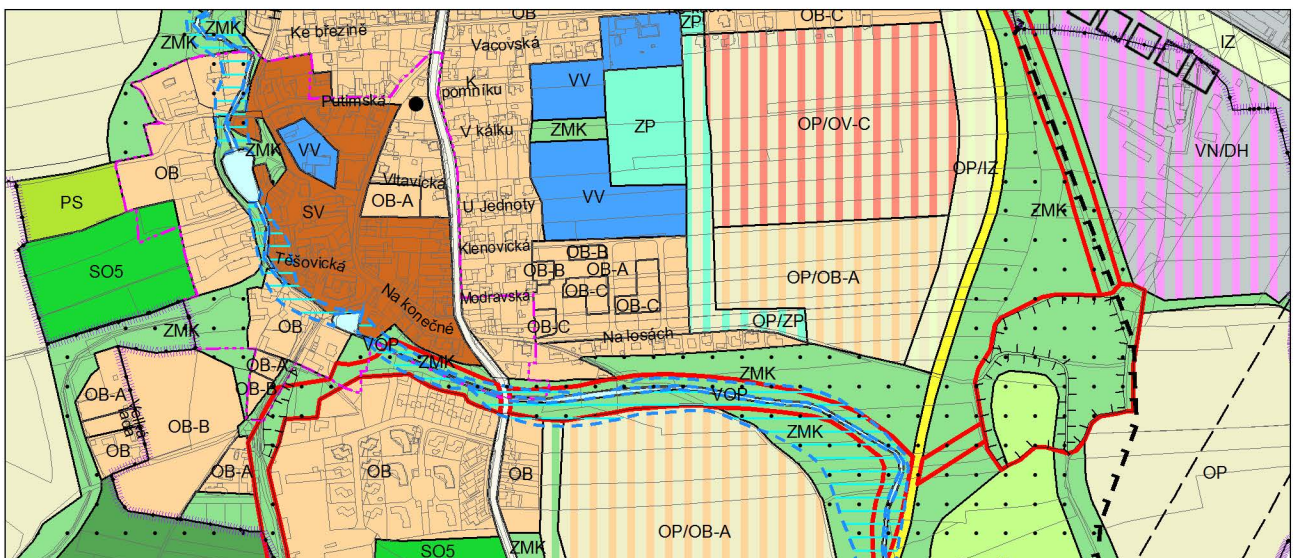 OB
ZP
OB-C
ZMK
ZMK
Ke březině
Vacovská
IZ
K
pomníku
VV
Putimská
V kálku
ZMK
ZP
OP/OV-C
VN/DH
ZMK
VV
OB
Vltavická
OP/IZ
PS
OB-A
U Jednoty
VV
ZMK
SV
SO5
Těšovická
Klenovická
OB-B
OB-B
OB-A
OP/OB-A
Modravská
OB-C
OB-C
Na konečné
OB-C
OP/ZP
ZMK
OB
Na losách
VOP
OB-A
ZMK
ZMK
OB-A
OB-B
VOP
OB-B
ZMK
OB
OB-A
OB
OB
OP
OP/OB-A
SO5
ZMK